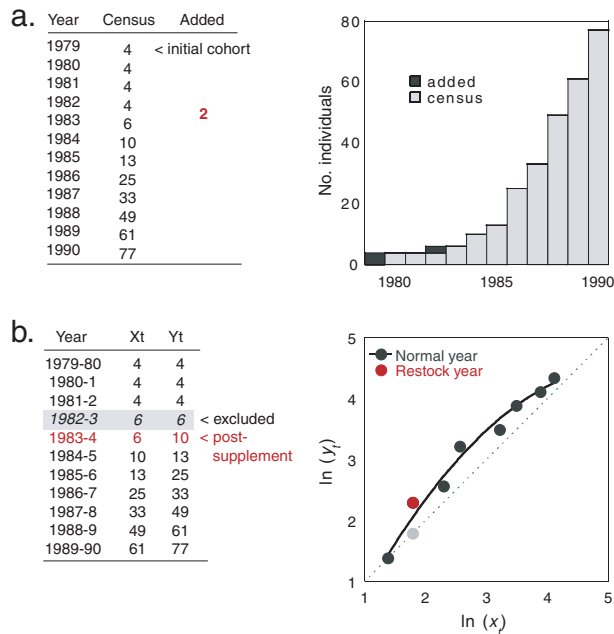 a.
Year Census Added
1979 4 < initial cohort
1980 4
1981 4
1982 4
2
1983 6
1984 10
1985 13
1986 25
1987 33
1988 49
1989 61
1990 77
No. individuals
80
60
40
20
0
added
census
1980 1985 1990
b.
Year Xt Yt
1979-80 4 4
1980-1 4 4
1981-2 4 4
1982-3 6 6 < excluded
1983-4 6 10 < post-
1984-5 10 13 supplement
1985-6 13 25
1986-7 25 33
1987-8 33 49
1988-9 49 61
1989-90 61 77
ln (yt)
5
4
3
2
1
Normal year
Restock year
1 2 3 4 5
ln (xt)